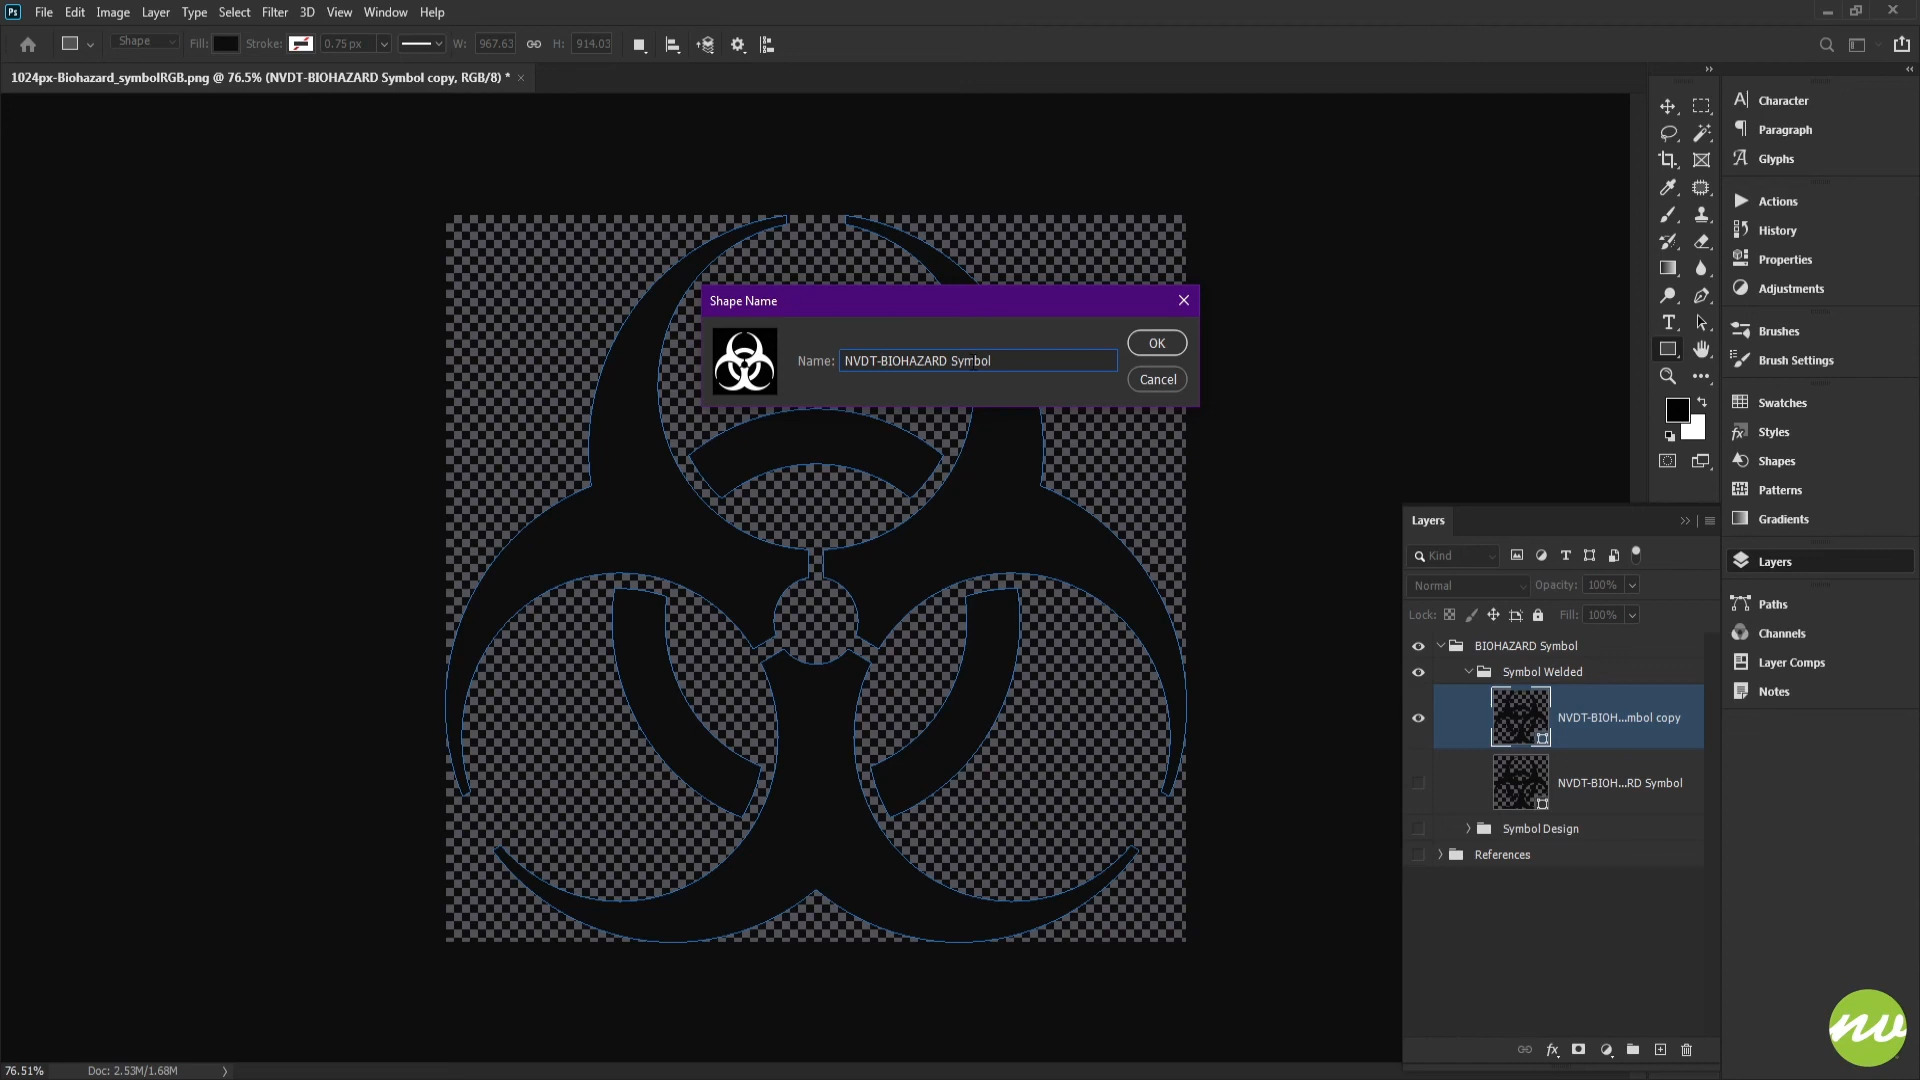 Ps File Edit Image Layer Type Select Filter 3D View Window Help
Shape Fill: Stroke: 0.75 px W: 967.63 H: 914.03
1024px-Biohazard_symbolRGB.png @ 76.5% (NVDT-BIOHAZARD Symbol copy, RGB/8) * ×
Character
Paragraph
Glyphs
Actions
History
Properties
Adjustments
Brushes
Brush Settings
Swatches
Styles
Shapes
Patterns
Gradients
Layers
Paths
Channels
Layer Comps
Notes
Shape Name
Name: NVDT-BIOHAZARD Symbol
OK
Cancel
Layers
Kind
Normal Opacity: 100%
Lock: Fill: 100%
BIOHAZARD Symbol
Symbol Welded
NVDT-BIOH...mbol copy
NVDT-BIOH...RD Symbol
Symbol Design
References
fx
76.51% Doc: 2.53M/1.68M
nv